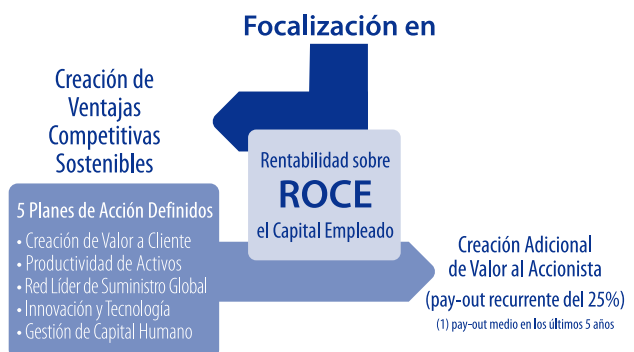 Focalización en
Creación de
Ventajas
Competitivas
Sostenibles
Rentabilidad sobre
ROCE
el Capital Empleado
5 Planes de Acción Definidos
• Creación de Valor a Cliente
• Productividad de Activos
• Red Líder de Suministro Global
• Innovación y Tecnología
• Gestión de Capital Humano
Creación Adicional
de Valor al Accionista
(pay-out recurrente del 25%)
(1) pay-out medio en los últimos 5 años